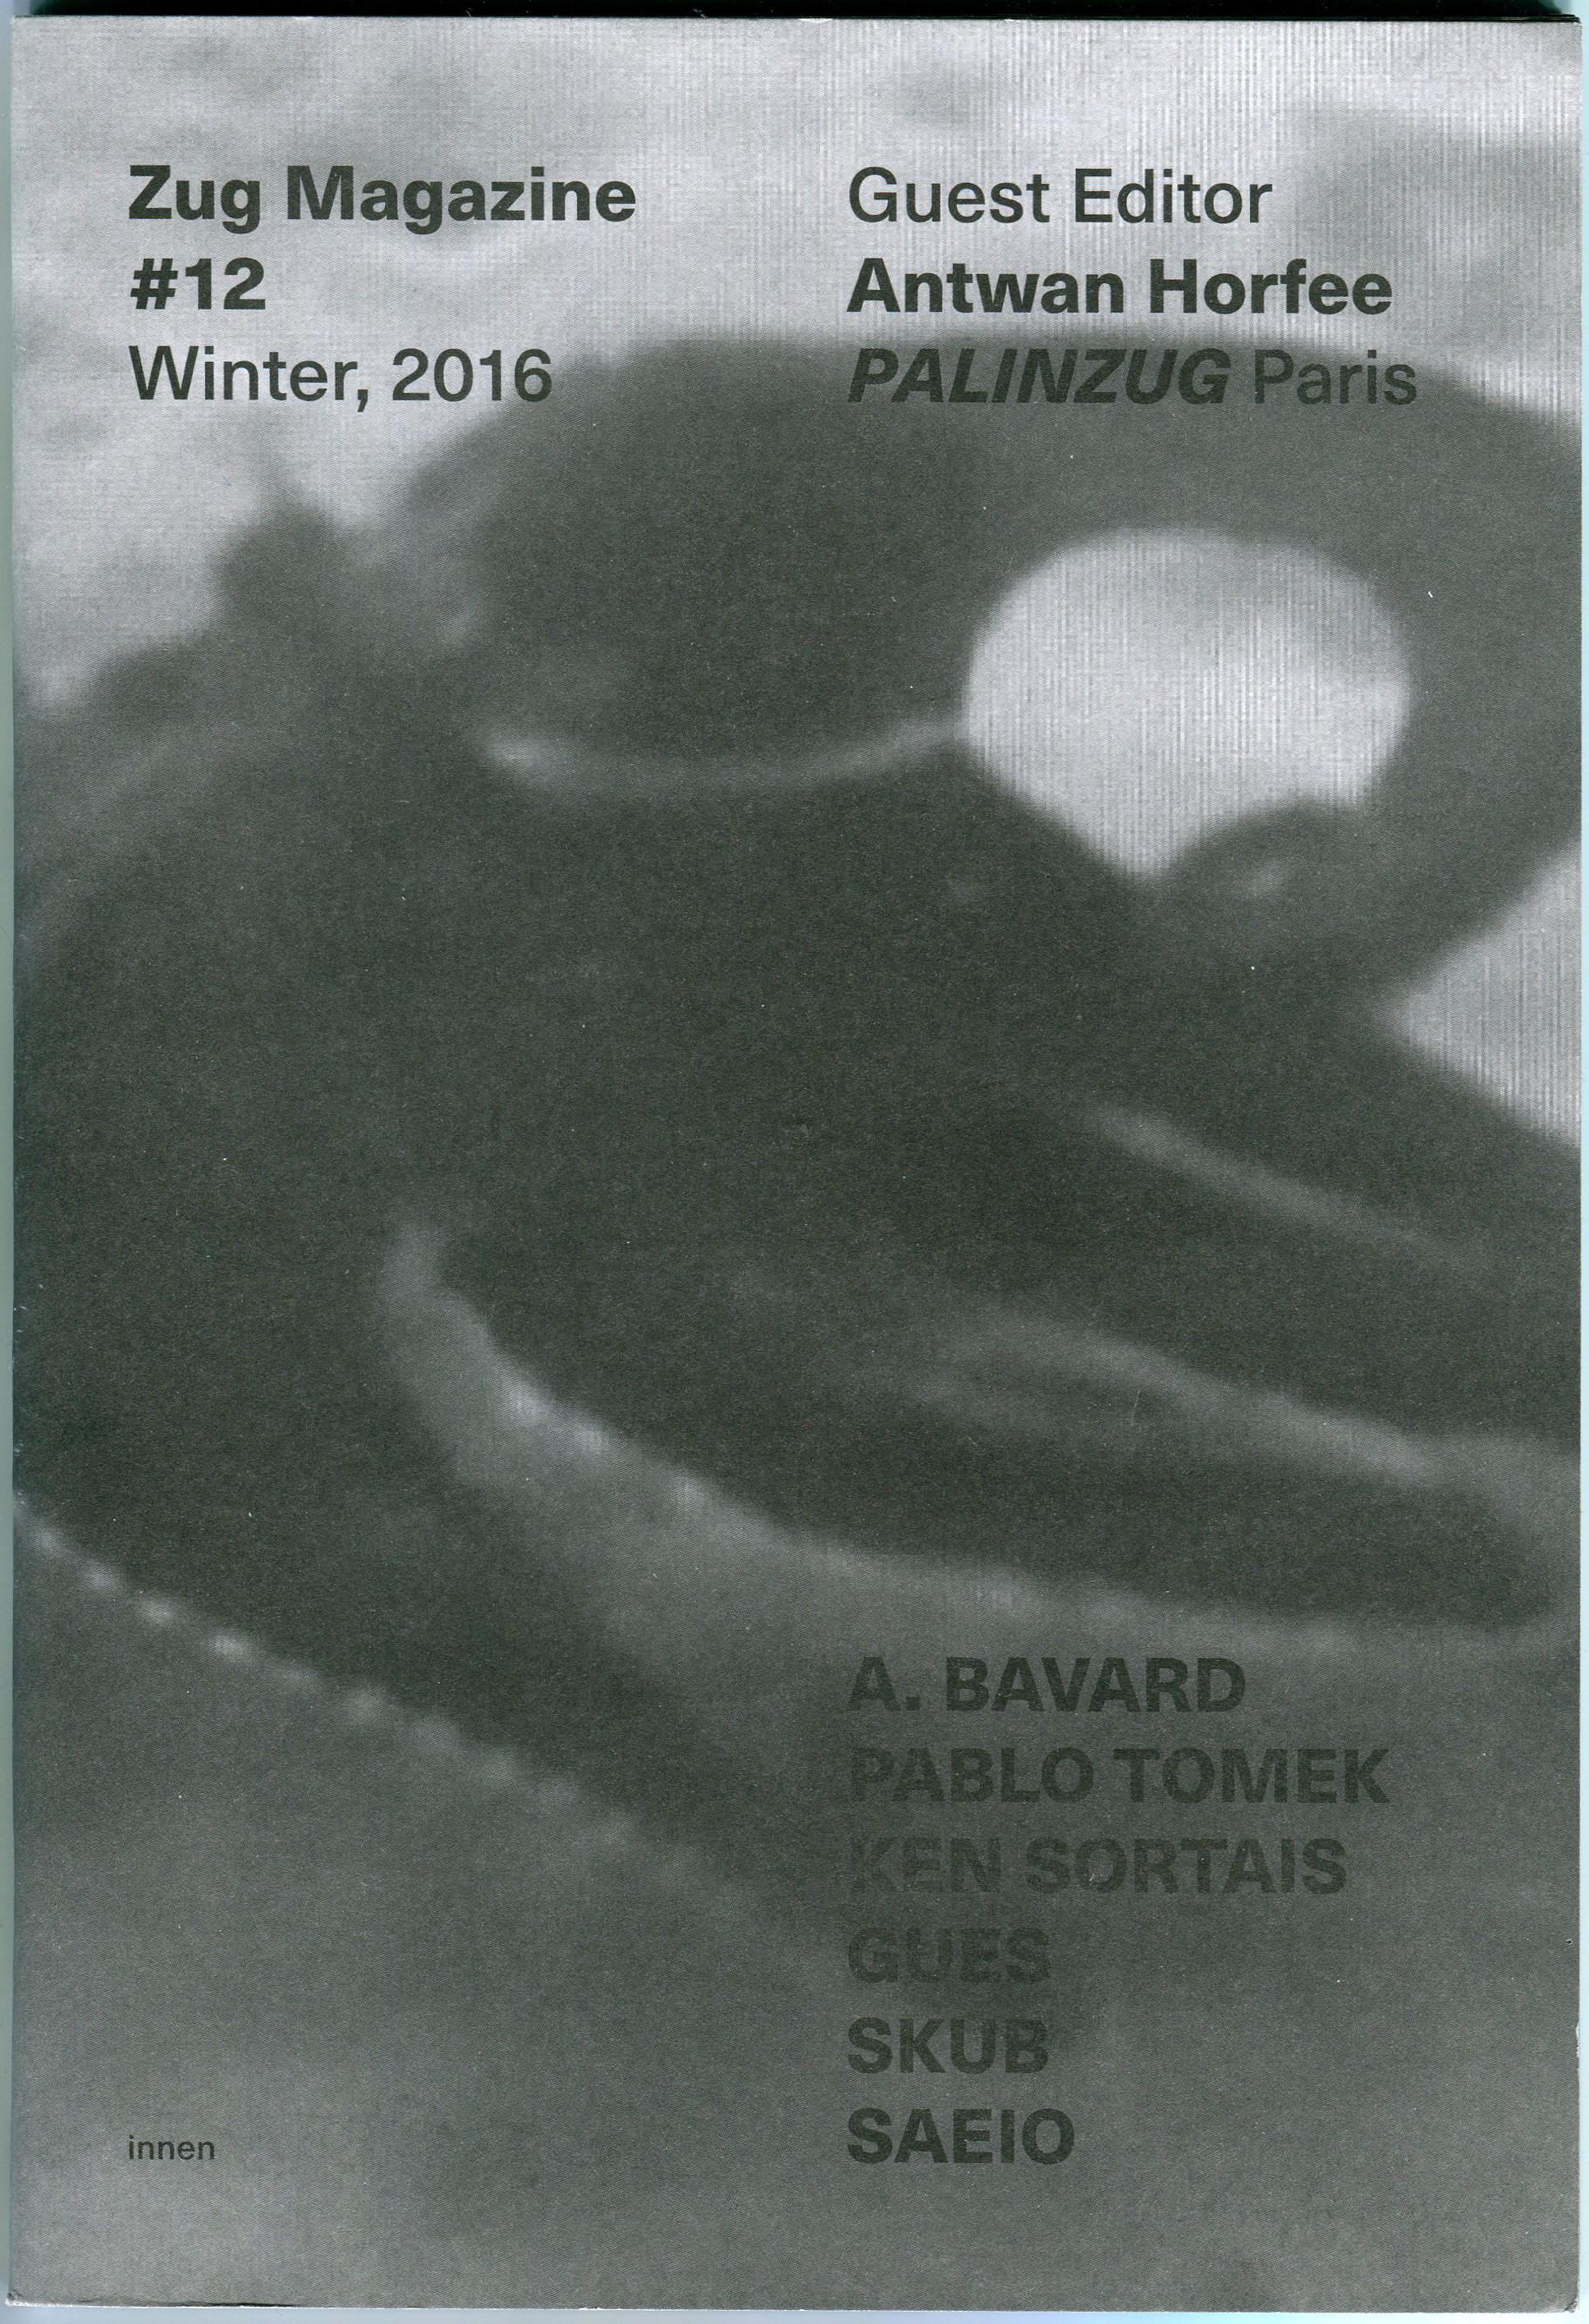 Zug Magazine
#12
Winter, 2016
Guest Editor
Antwan Horfee
PALINZUG Paris
A. BAVARD
PABLO TOMEK
KEN SORTAIS
GUES
SKUB
SAEIO
innen